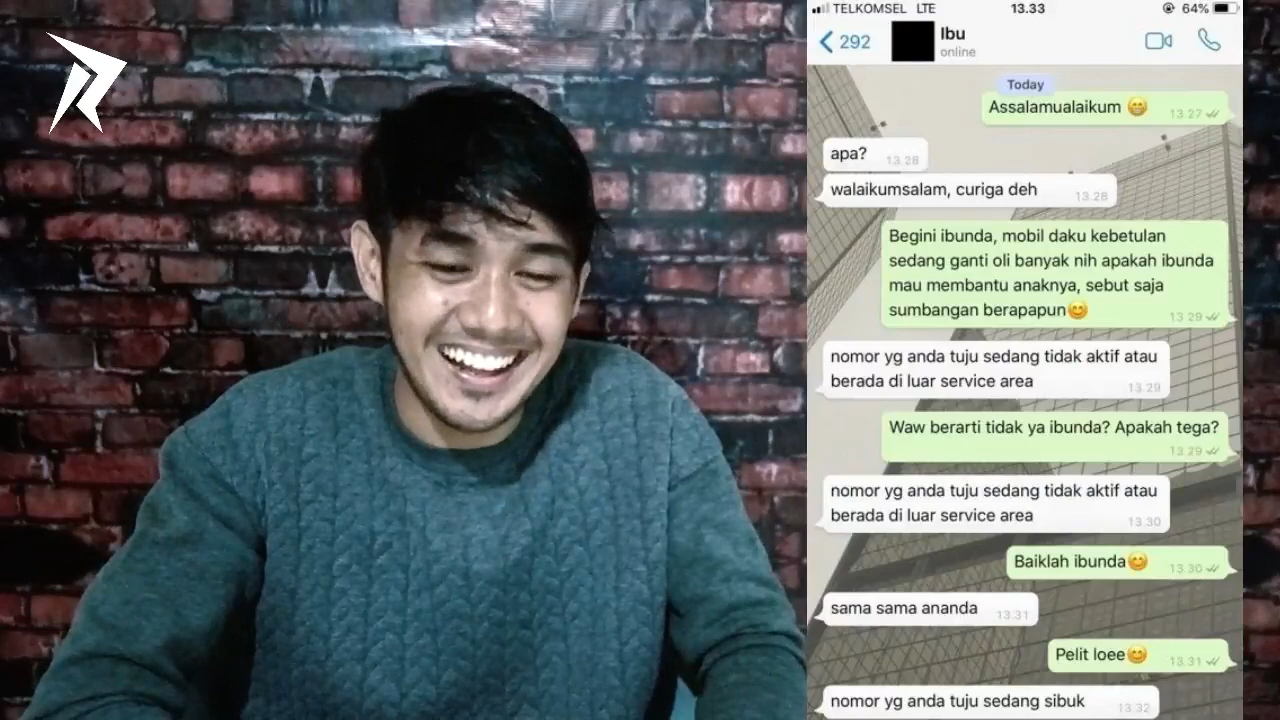 TELKOMSEL LTE 13.33 64%
292 Ibu
online
Today
Assalamualaikum 😁 13.27
apa? 13.28
walaikumsalam, curiga deh 13.28
Begini ibunda, mobil daku kebetulan
sedang ganti oli banyak nih apakah ibunda
mau membantu anaknya, sebut saja
sumbangan berapapun😊 13.29
nomor yg anda tuju sedang tidak aktif atau
berada di luar service area 13.29
Waw berarti tidak ya ibunda? Apakah tega?
13.29
nomor yg anda tuju sedang tidak aktif atau
berada di luar service area 13.30
Baiklah ibunda😊 13.30
sama sama ananda 13.31
Pelit loee😊 13.31
nomor yg anda tuju sedang sibuk 13.32